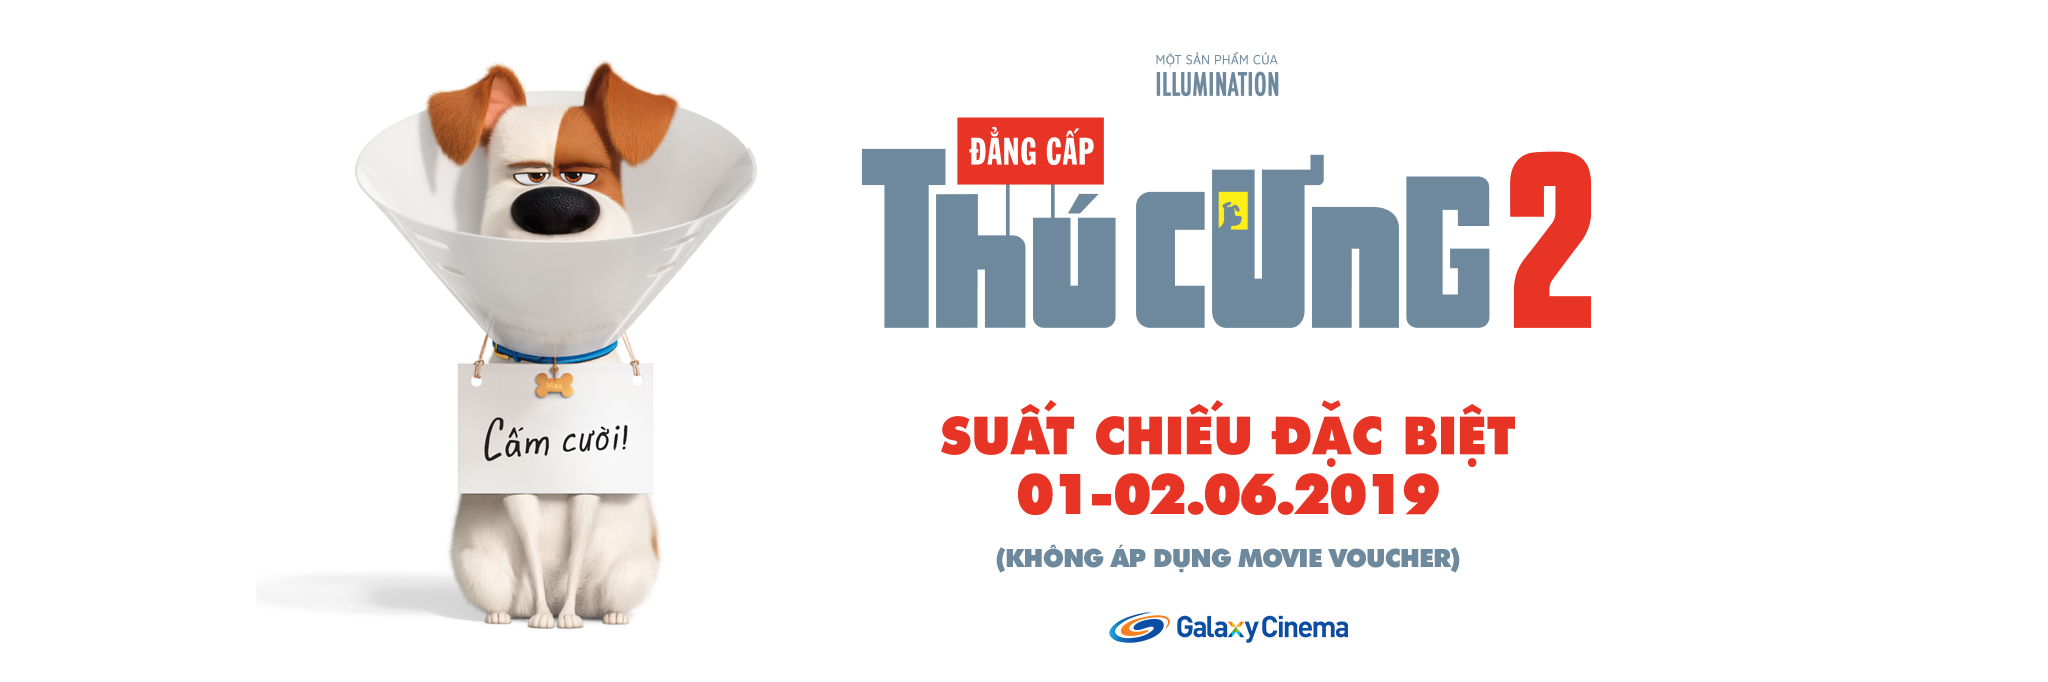 MỘT SẢN PHẨM CỦA
ILLUMINATION
ĐẲNG CẤP
THÚ CƯNG 2
Max
Cấm cười!
SUẤT CHIẾU ĐẶC BIỆT
01-02.06.2019
(KHÔNG ÁP DỤNG MOVIE VOUCHER)
Galaxy Cinema